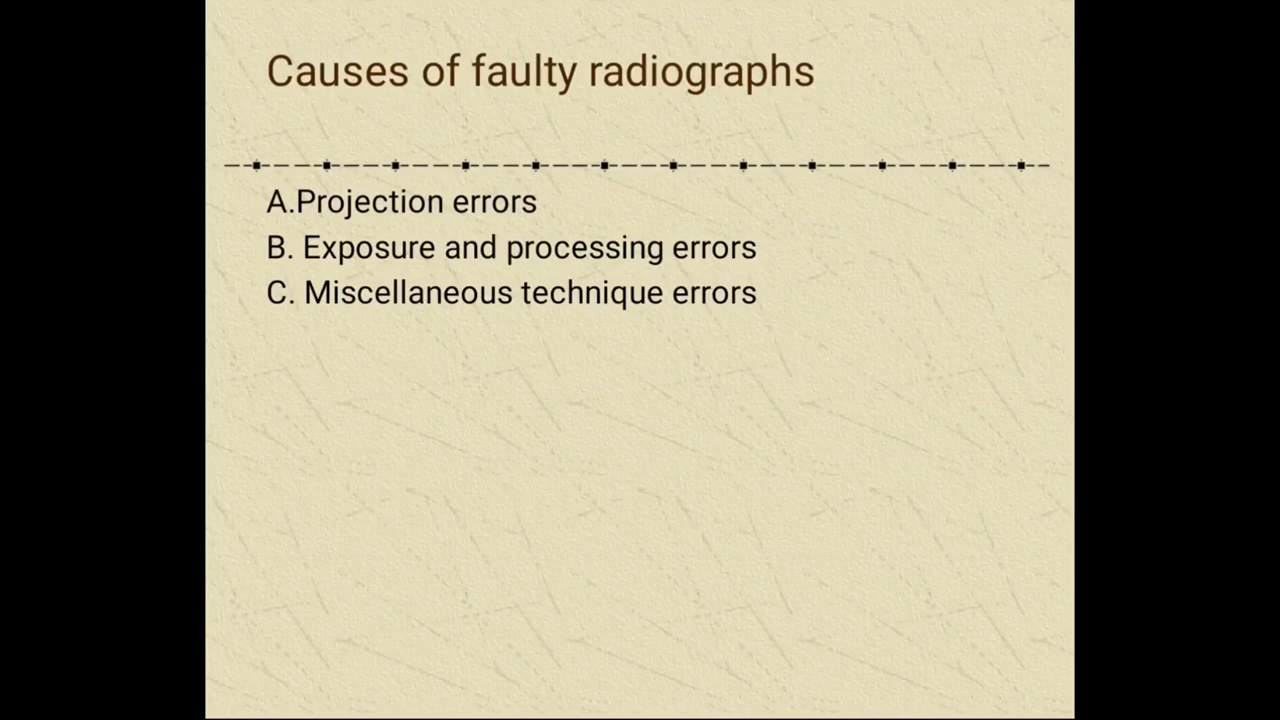 Causes of faulty radiographs
A.Projection errors
B. Exposure and processing errors
C. Miscellaneous technique errors